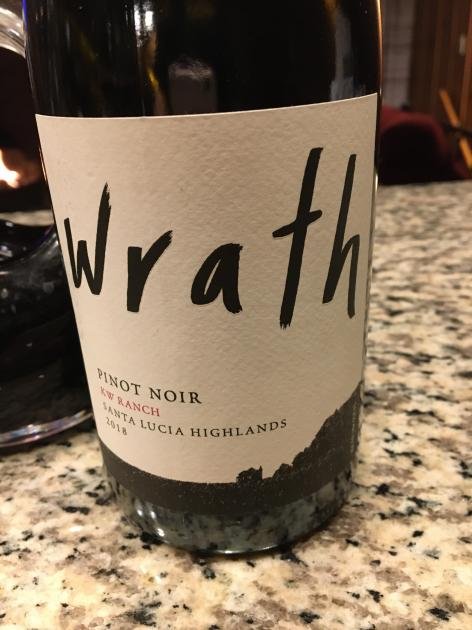 Wrath
PINOT NOIR
KW RANCH
SANTA LUCIA HIGHLANDS
2018